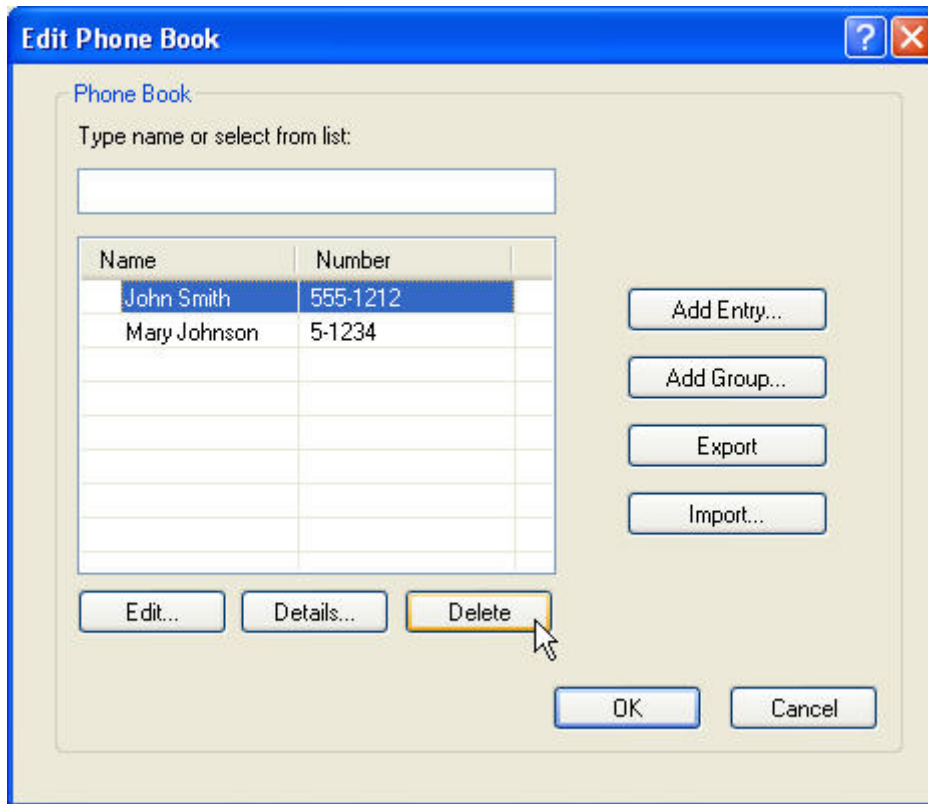 Edit Phone Book
?
Phone Book
Type name or select from list:
Name Number
John Smith 555-1212
Mary Johnson 5-1234
Add Entry...
Add Group...
Export
Import...
Edit... Details... Delete
OK Cancel